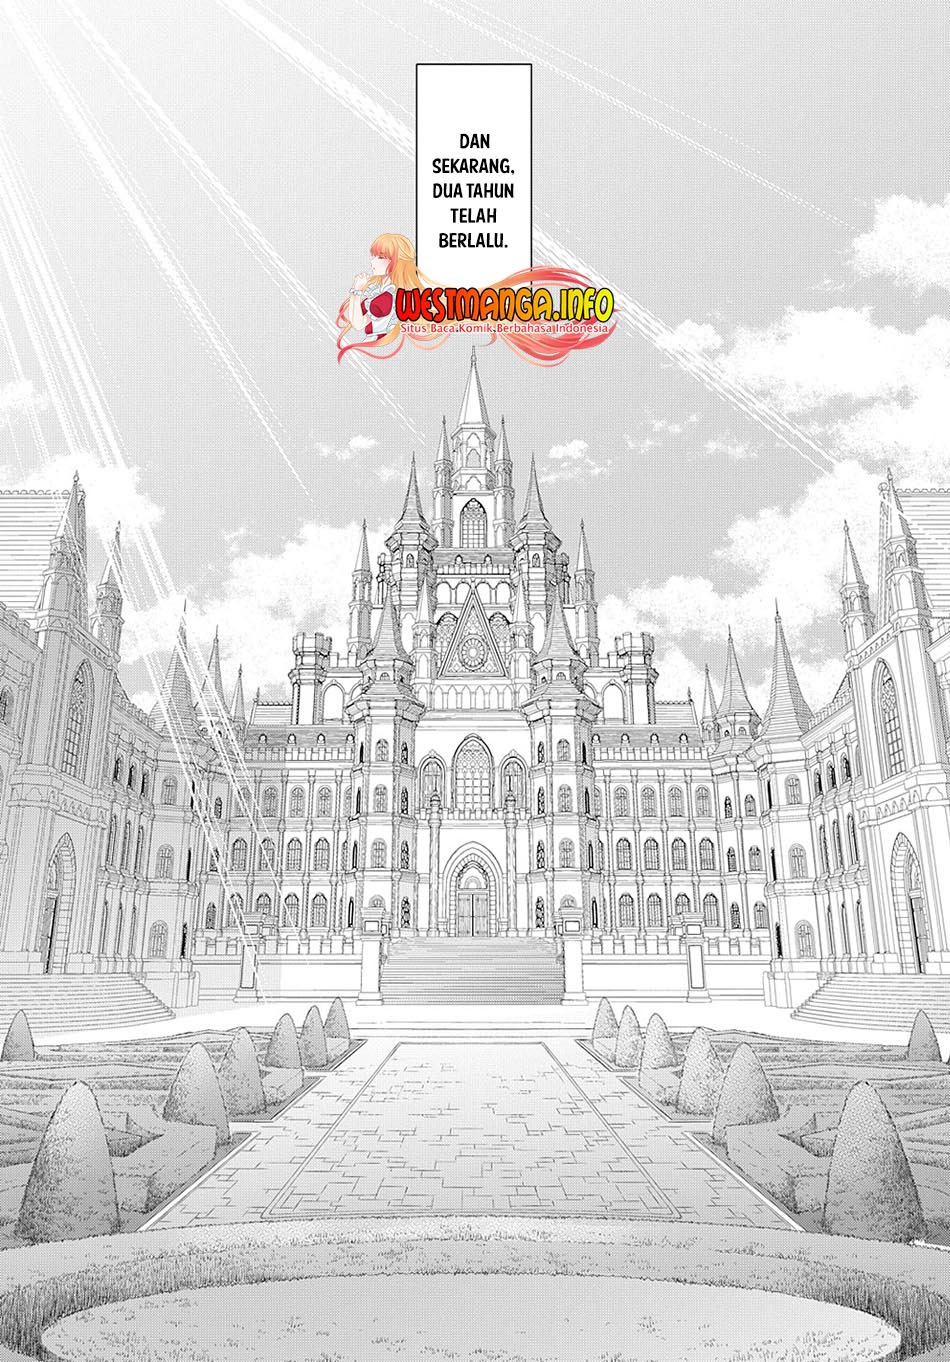 DAN
SEKARANG,
DUA TAHUN
TELAH
BERLALU.
WESTMANGA.INFO
Situs Baca Komik Berbahasa Indonesia